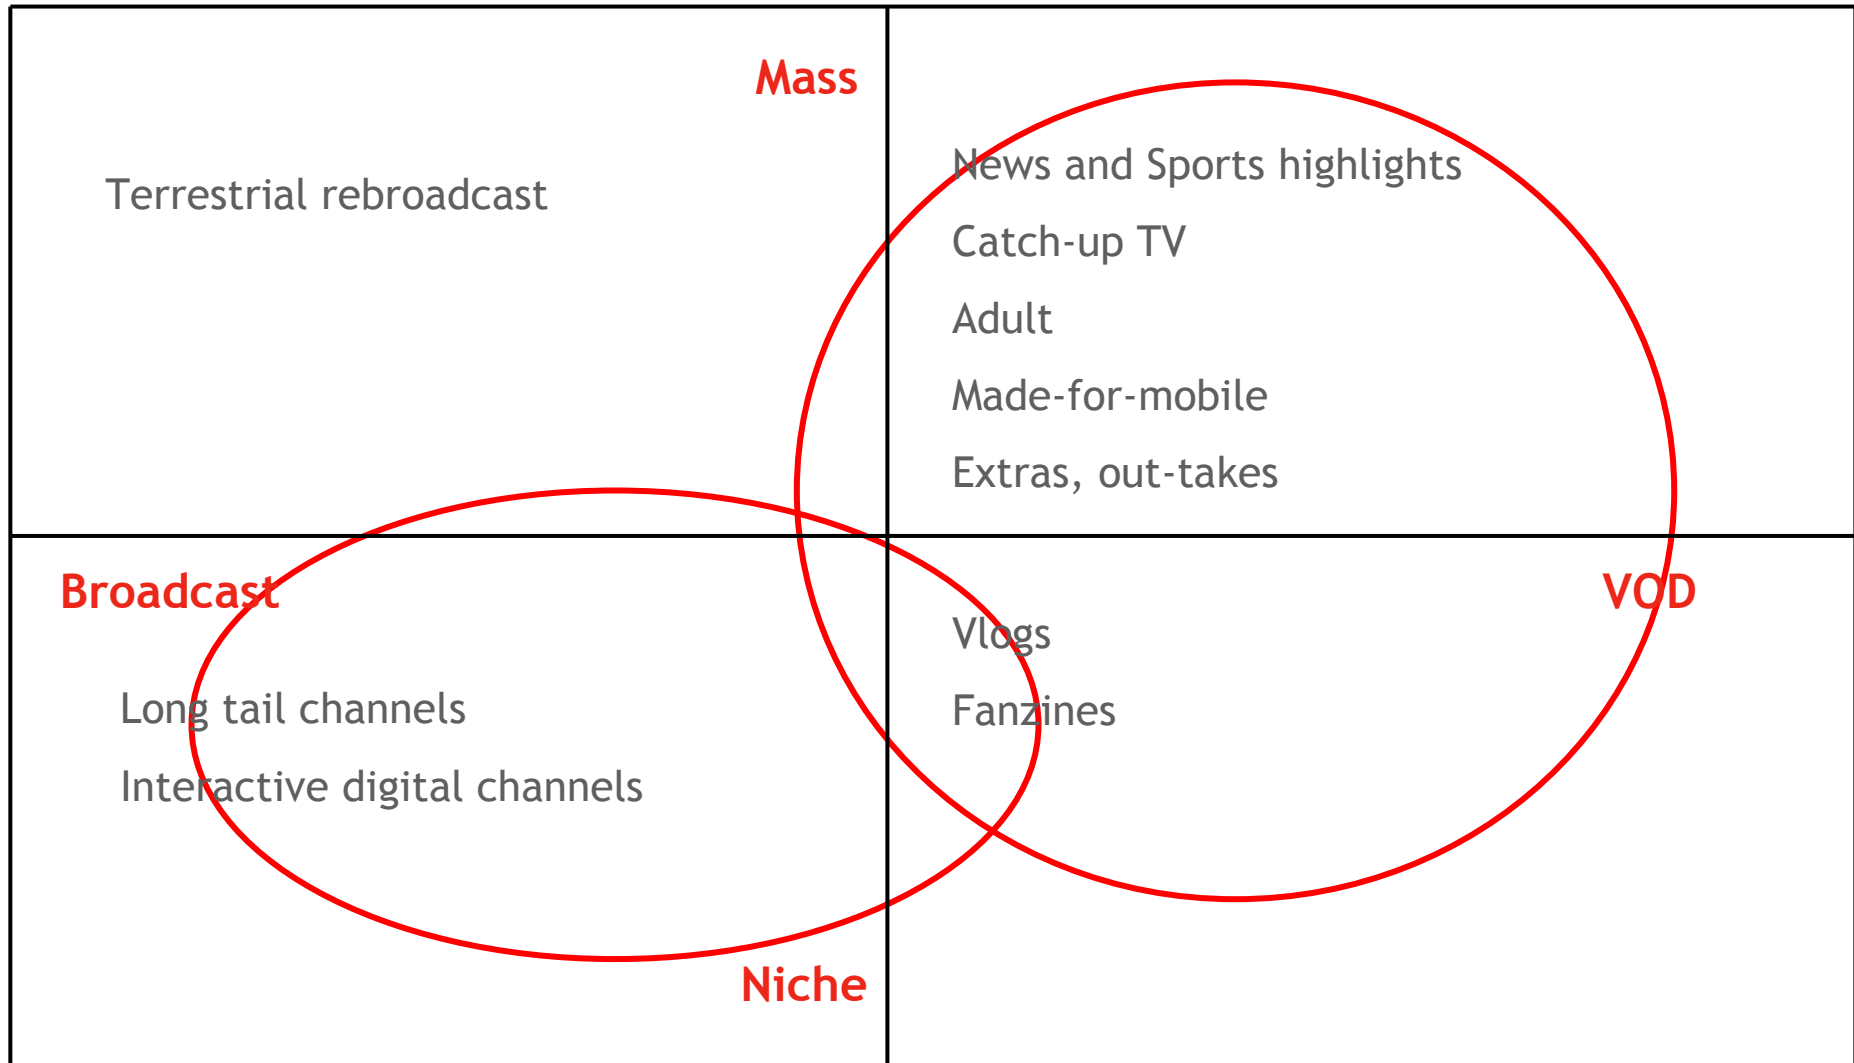 Mass
Terrestrial rebroadcast
News and Sports highlights
Catch-up TV
Adult
Made-for-mobile
Extras, out-takes
Broadcast
VOD
Vlogs
Fanzines
Long tail channels
Interactive digital channels
Niche